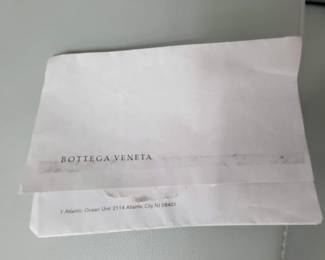 BOTTEGA VENETA
1 Atlantic Ocean Unit 2114 Atlantic City NJ 08401